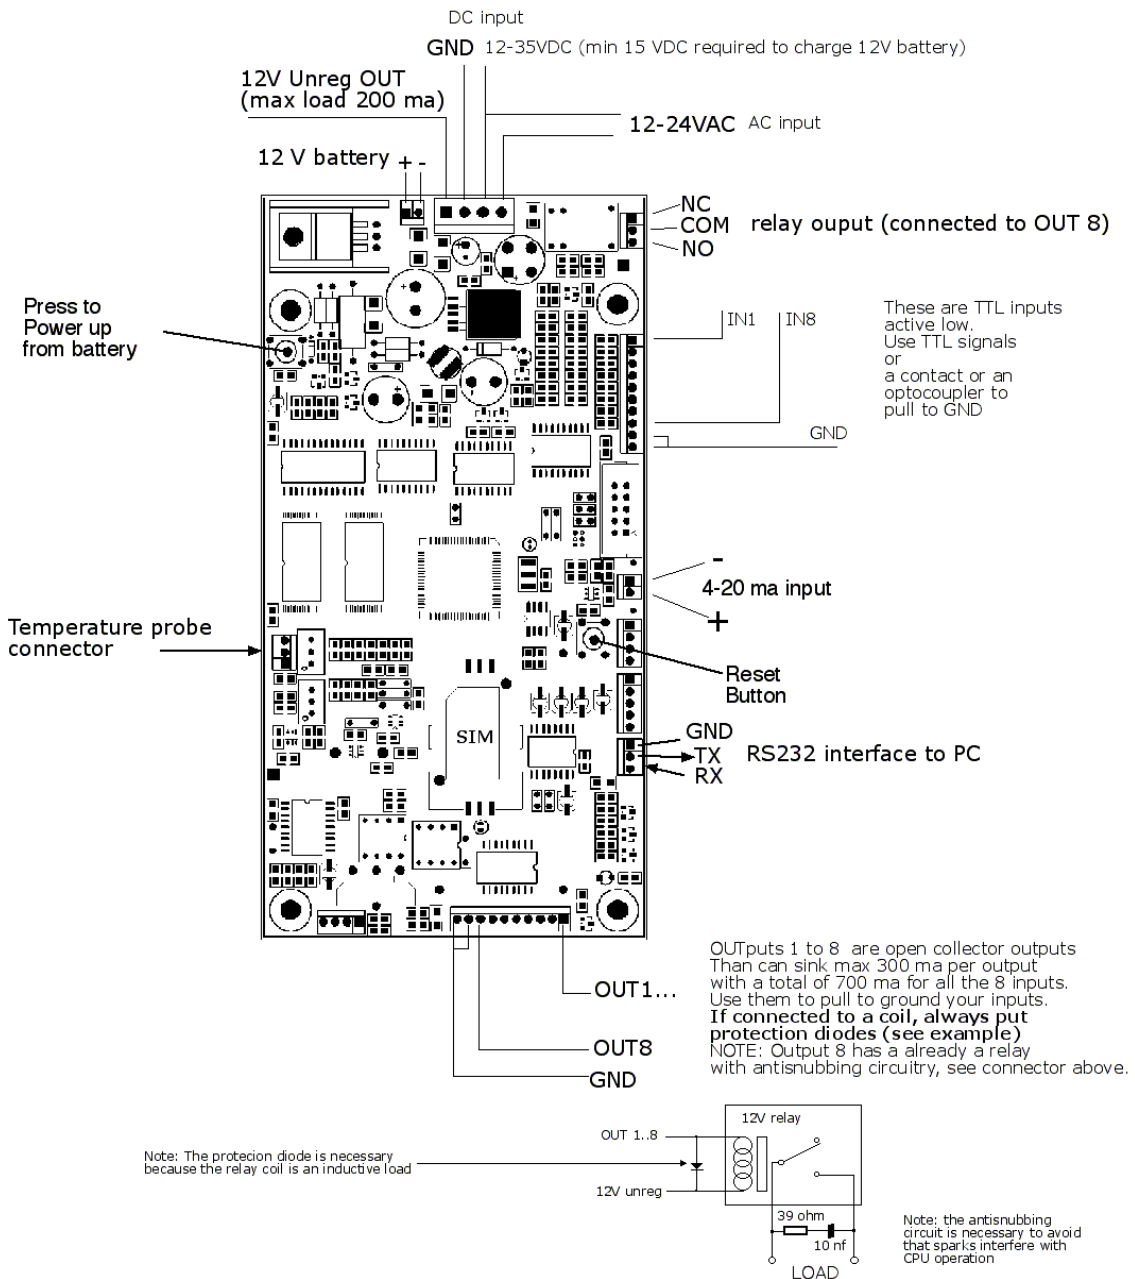 DC input
GND 12-35VDC (min 15 VDC required to charge 12V battery)
12V Unreg OUT
(max load 200 ma)
12-24VAC AC input
12 V battery + -
NC
COM
NO
relay ouput (connected to OUT 8)
Press to
Power up
from battery
IN1
IN8
These are TTL inputs
active low.
Use TTL signals
or
a contact or an
optocoupler to
pull to GND
GND
-
4-20 ma input
+
Temperature probe
connector
Reset
Button
SIM
GND
TX
RX
RS232 interface to PC
OUT1...
OUT8
GND
OUTputs 1 to 8 are open collector outputs
Than can sink max 300 ma per output
with a total of 700 ma for all the 8 inputs.
Use them to pull to ground your inputs.
If connected to a coil, always put
protection diodes (see example)
NOTE: Output 8 has a already a relay
with antisnubbing circuitry, see connector above.
12V relay
OUT 1..8
Note: The protecion diode is necessary
because the relay coil is an inductive load
12V unreg
39 ohm
10 nf
LOAD
Note: the antisnubbing
circuit is necessary to avoid
that sparks interfere with
CPU operation